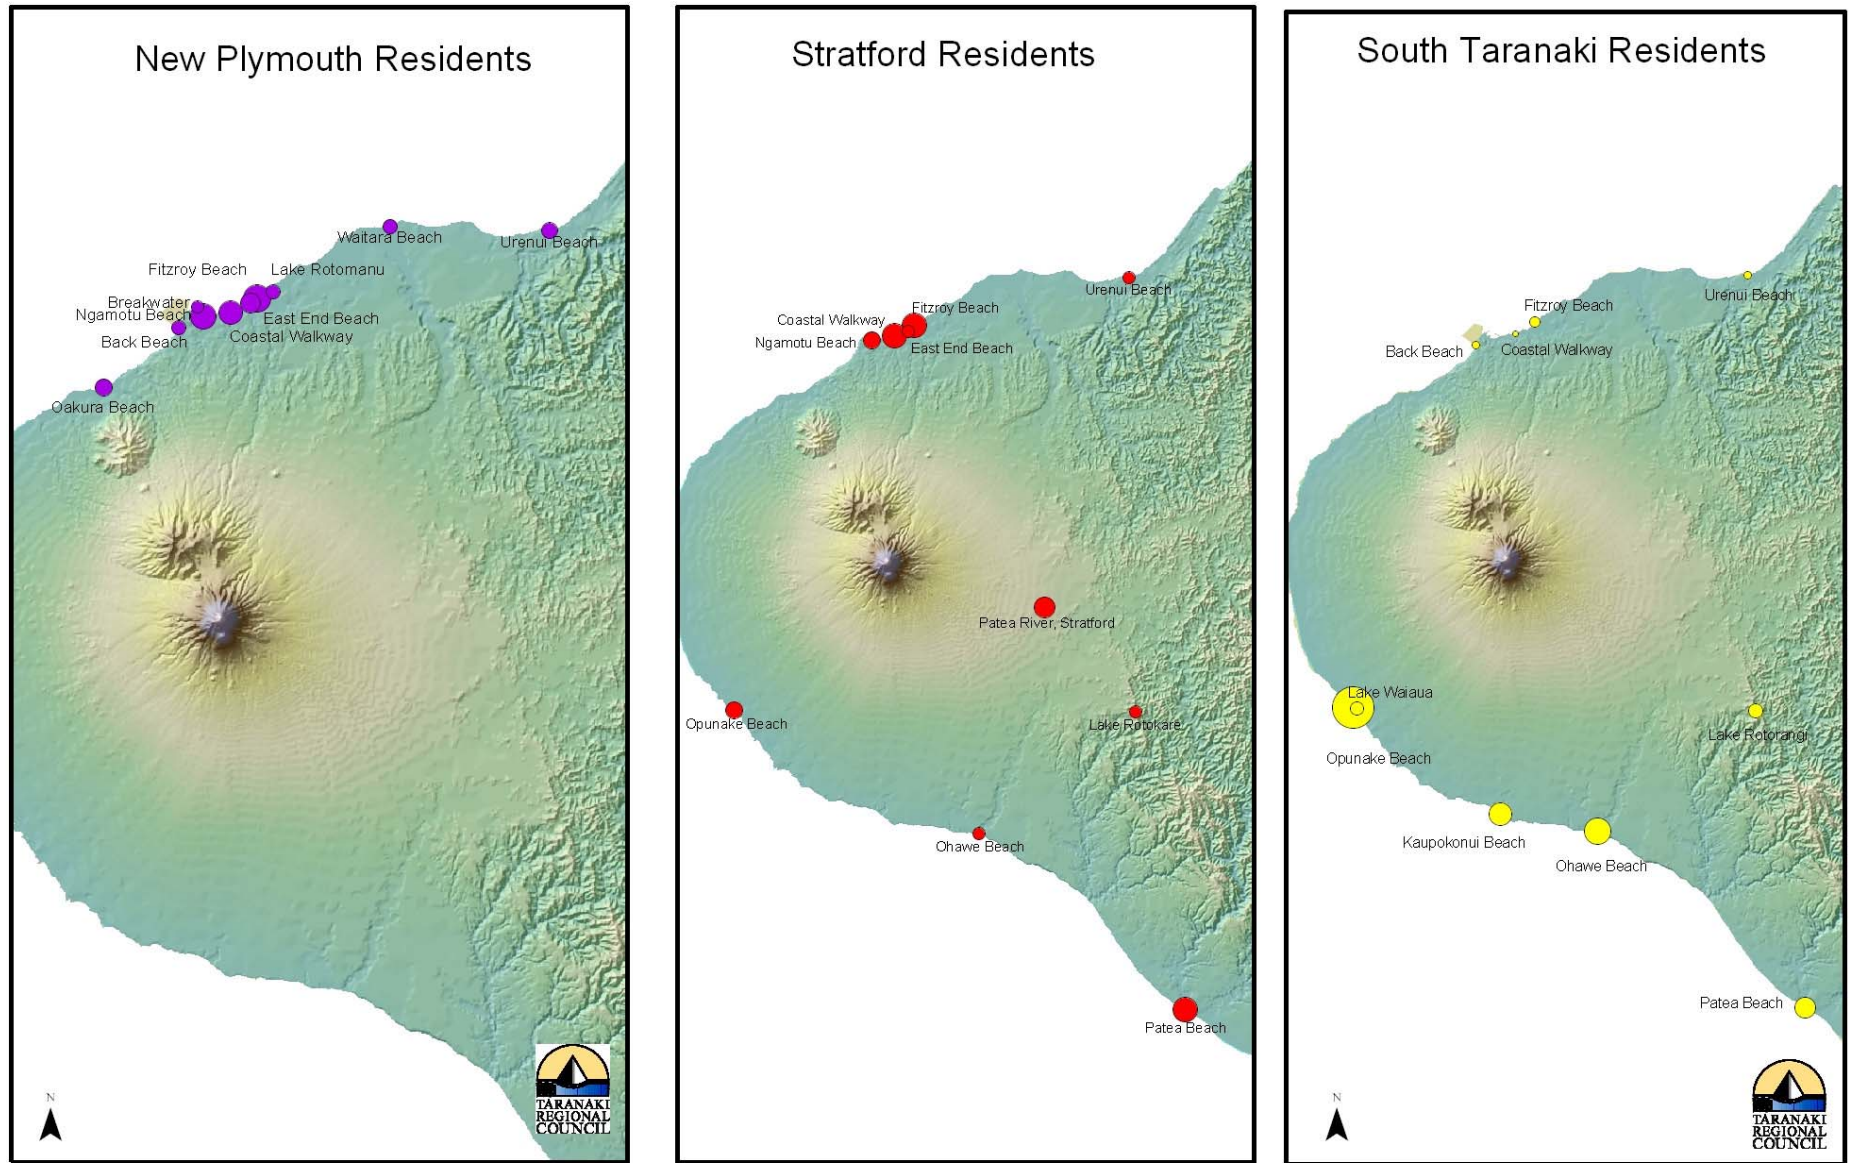 New Plymouth Residents
Waitara Beach
Urenui Beach
Fitzroy Beach
Lake Rotomanu
Breakwater
Ngamotu Beach
East End Beach
Back Beach
Coastal Walkway
Oakura Beach
N
TARANAKI
REGIONAL
COUNCIL
Stratford Residents
Urenui Beach
Fitzroy Beach
Coastal Walkway
Ngamotu Beach
East End Beach
Patea River, Stratford
Opunake Beach
Lake Rotokare
Ohawe Beach
Patea Beach
South Taranaki Residents
Urenui Beach
Fitzroy Beach
Back Beach
Coastal Walkway
Lake Waiaua
Lake Rotorangi
Opunake Beach
Kaupokonui Beach
Ohawe Beach
Patea Beach
N
TARANAKI
REGIONAL
COUNCIL